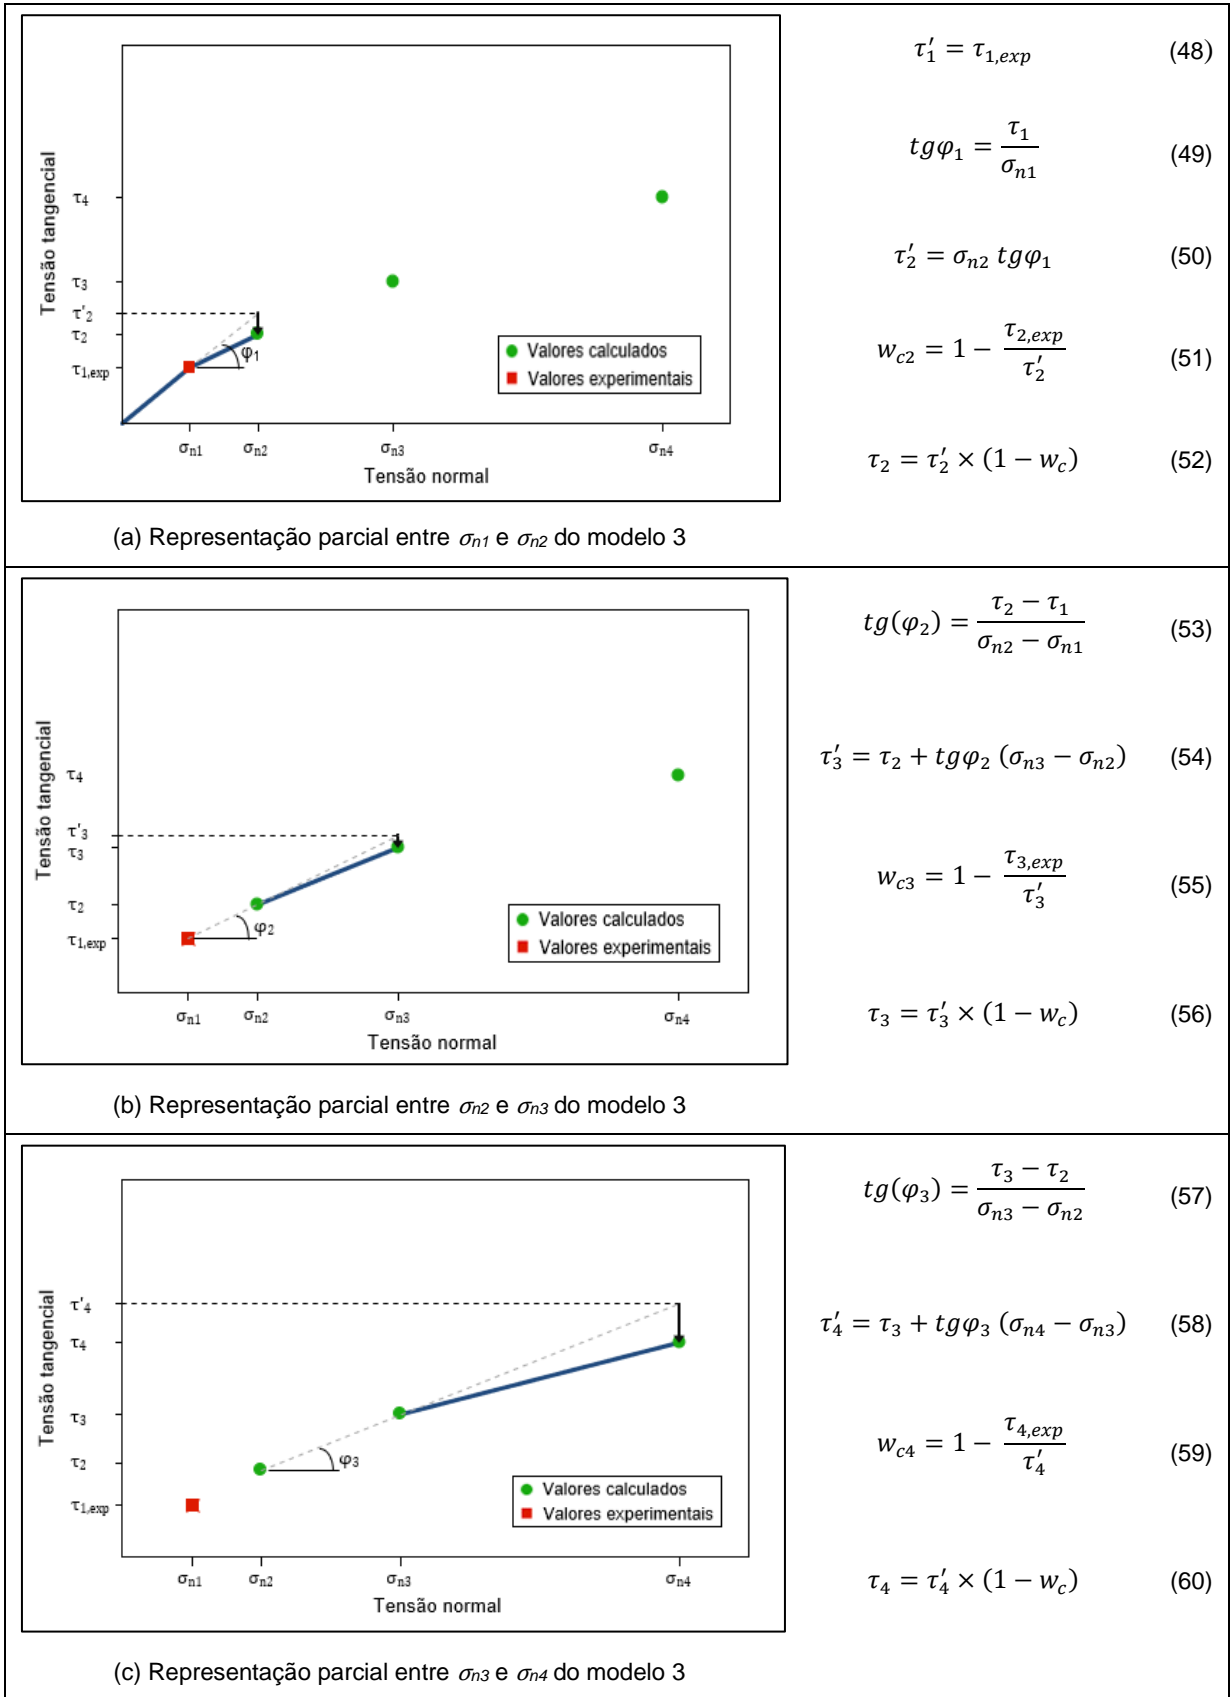 Tensão tangencial
τ₄
τ₃
τ'₂
τ₂
τ₁,exp
φ₁
Valores calculados
Valores experimentais
σn1 σn2 σn3 σn4
Tensão normal
τ′₁ = τ₁,exp (48)
tgφ₁ = τ₁ / σn1 (49)
τ′₂ = σn2 tgφ₁ (50)
wc2 = 1 − τ₂,exp / τ′₂ (51)
τ₂ = τ′₂ × (1 − wc) (52)
(a) Representação parcial entre σn1 e σn2 do modelo 3
Tensão tangencial
τ₄
τ'₃
τ₃
τ₂
τ₁,exp
φ₂
Valores calculados
Valores experimentais
σn1 σn2 σn3 σn4
Tensão normal
tg(φ₂) = (τ₂ − τ₁) / (σn2 − σn1) (53)
τ′₃ = τ₂ + tgφ₂ (σn3 − σn2) (54)
wc3 = 1 − τ₃,exp / τ′₃ (55)
τ₃ = τ′₃ × (1 − wc) (56)
(b) Representação parcial entre σn2 e σn3 do modelo 3
Tensão tangencial
τ'₄
τ₄
τ₃
τ₂
τ₁,exp
φ₃
Valores calculados
Valores experimentais
σn1 σn2 σn3 σn4
Tensão normal
tg(φ₃) = (τ₃ − τ₂) / (σn3 − σn2) (57)
τ′₄ = τ₃ + tgφ₃ (σn4 − σn3) (58)
wc4 = 1 − τ₄,exp / τ′₄ (59)
τ₄ = τ′₄ × (1 − wc) (60)
(c) Representação parcial entre σn3 e σn4 do modelo 3